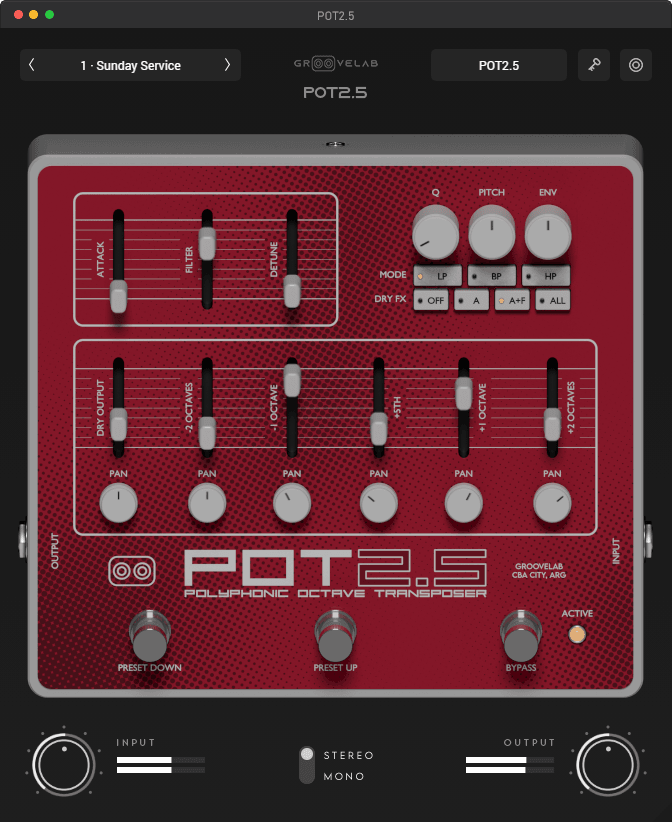 POT2.5
1 · Sunday Service
GROOVELAB
POT2.5
POT2.5
Q
PITCH
ENV
ATTACK
FILTER
DETUNE
MODE
LP
BP
HP
DRY FX
OFF
A
A+F
ALL
DRY OUTPUT
-2 OCTAVES
-1 OCTAVE
+5TH
+1 OCTAVE
+2 OCTAVES
PAN
PAN
PAN
PAN
PAN
PAN
OUTPUT
INPUT
POT2.5
POLYPHONIC OCTAVE TRANSPOSER
GROOVELAB
CBA CITY, ARG
ACTIVE
PRESET DOWN
PRESET UP
BYPASS
INPUT
STEREO
MONO
OUTPUT